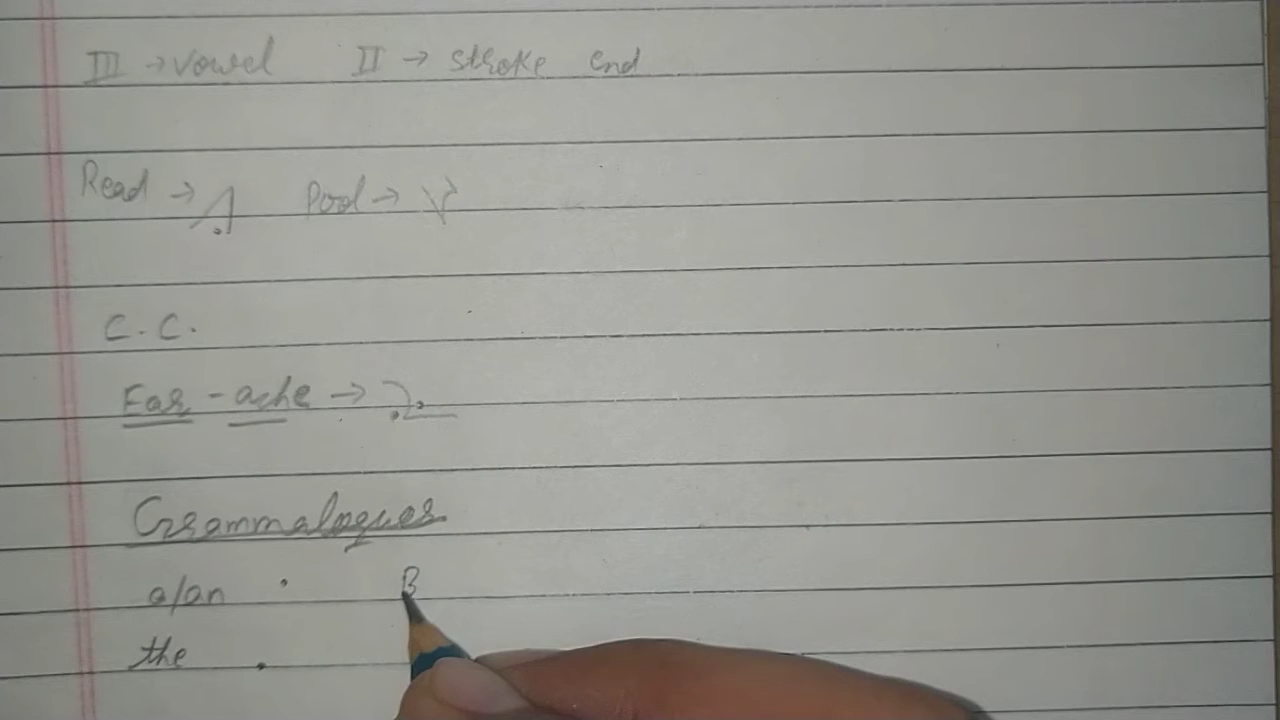 III → vowel II → stroke end
Read → Pool →
C.C.
Ear - ache →
Grammalogues
a/an B
the